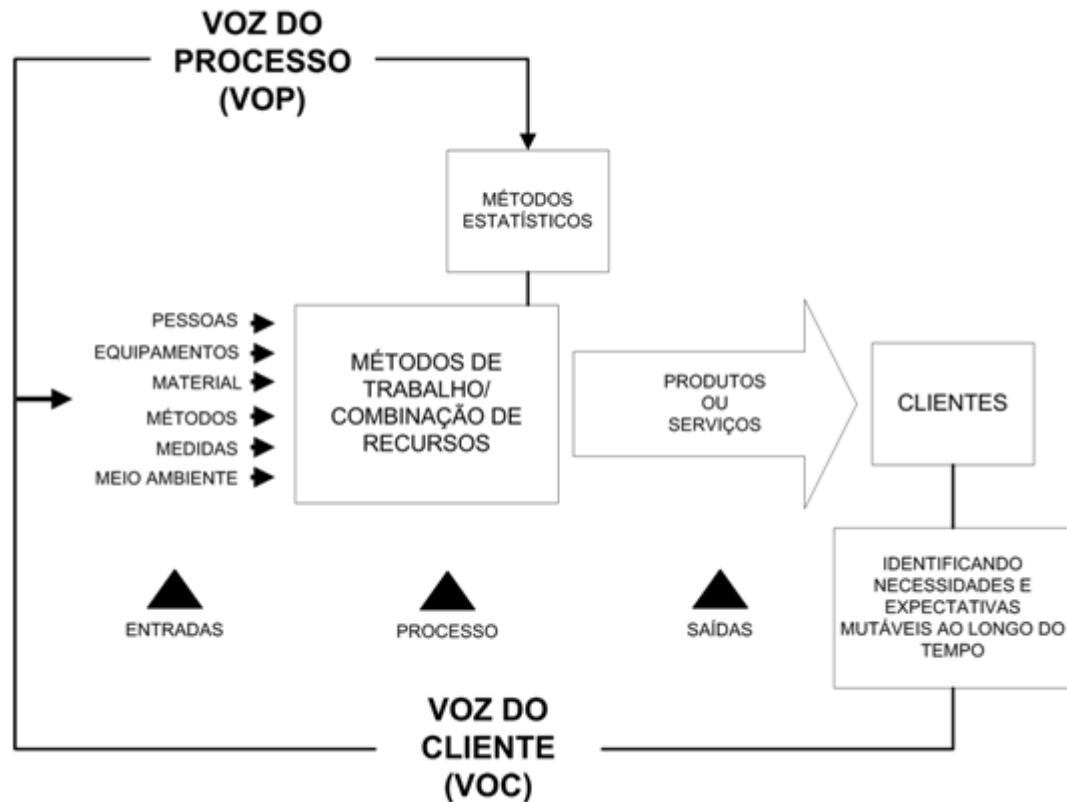 VOZ DO
PROCESSO
(VOP)
MÉTODOS
ESTATÍSTICOS
PESSOAS
EQUIPAMENTOS
MATERIAL
MÉTODOS
MEDIDAS
MEIO AMBIENTE
MÉTODOS DE
TRABALHO/
COMBINAÇÃO DE
RECURSOS
PRODUTOS
OU
SERVIÇOS
CLIENTES
IDENTIFICANDO
NECESSIDADES E
EXPECTATIVAS
MUTÁVEIS AO LONGO DO
TEMPO
ENTRADAS
PROCESSO
SAÍDAS
VOZ DO
CLIENTE
(VOC)